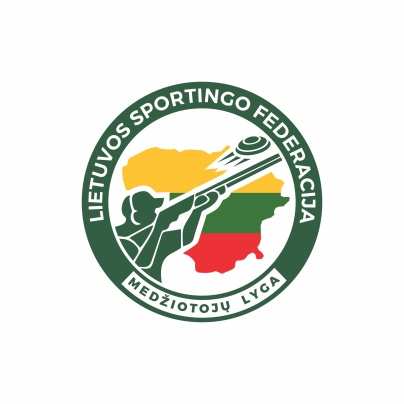 LIETUVOS SPORTINGO FEDERACIJA
MEDŽIOTOJŲ LYGA